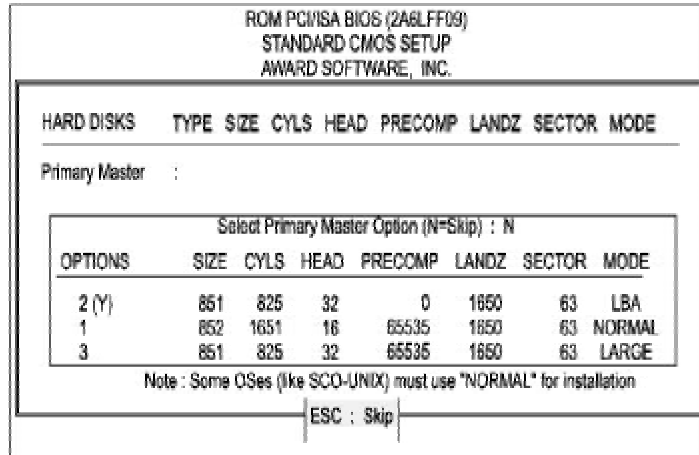 ROM PCI/ISA BIOS (2A6LFF09)
STANDARD CMOS SETUP
AWARD SOFTWARE, INC.
HARD DISKS TYPE SIZE CYLS HEAD PRECOMP LANDZ SECTOR MODE
Primary Master :
Select Primary Master Option (N=Skip) : N
OPTIONS SIZE CYLS HEAD PRECOMP LANDZ SECTOR MODE
2 (Y) 851 825 32 0 1650 63 LBA
1 852 1651 16 65535 1650 63 NORMAL
3 851 825 32 65535 1650 63 LARGE
Note : Some OSes (like SCO-UNIX) must use "NORMAL" for installation
ESC : Skip